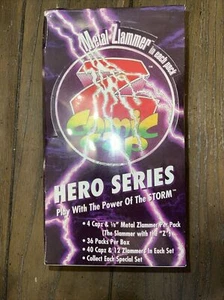 Metal Zlammer in each pack
Sonic
HERO SERIES
Play With The Power Of The STORM™
• 4 Caps & ⅛" Metal Zlammer Per Pack
(The Slammer with the "Z")
• 36 Packs Per Box
• 40 Caps & 12 Zlammers In Each Set
• Collect Each Special Set